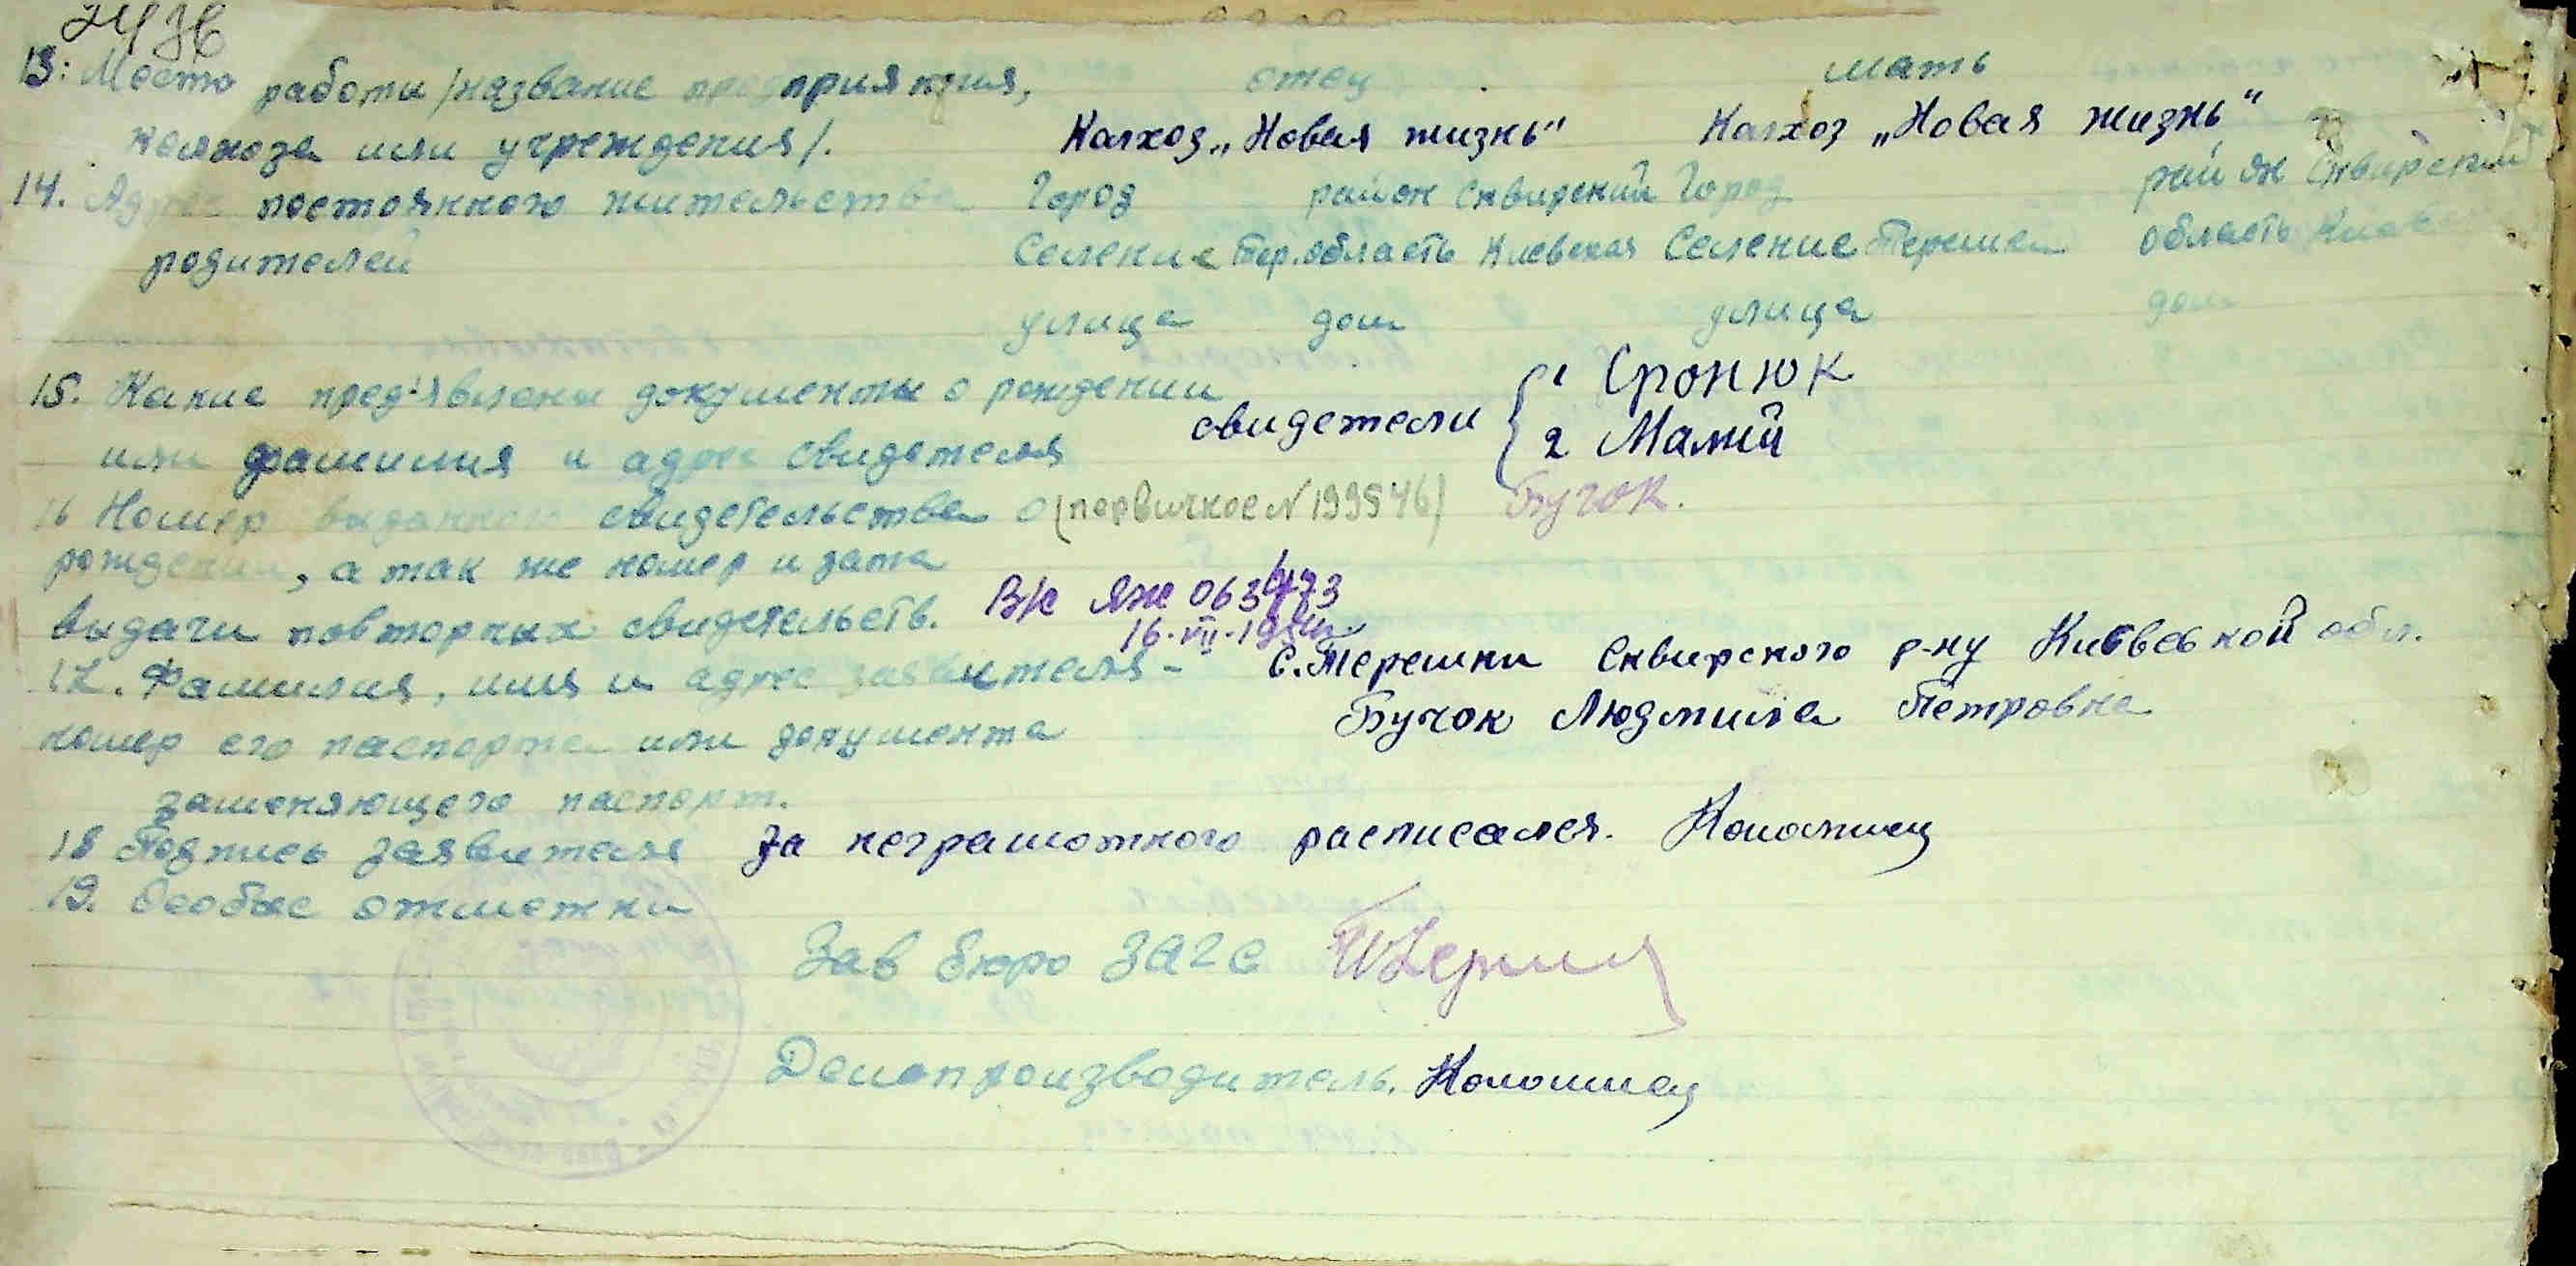 13: Место работы /название предприятия, отец мать
колхоза или учреждения/. Колхоз „Новая жизнь" Колхоз „Новая жизнь"
14. Адрес постоянного жительства Город район Сквирский Город район Сквирский
родителей Селение Тер. область Киевская Селение Терешки область Киев
улица дом улица дом
15. Какие пред'явлены документы о рождении 1 Сронюк
или фамилия и адрес свидетеля свидетели 2 Малий
16 Номер выданного свидетельства о (первичное N 199546) Бучок.
рождении, а так же номер и дата
выдачи повторных свидетельств. В/с Яже
16·VII·19
17. Фамилия, имя и адрес заявителя - с. Терешки Сквирского р-ну Киевской обл.
номер его паспорта или документа Бучок Людмила Петровна
заменяющего паспорт.
18 Подпись заявителя За неграмотного расписался.
19. Особые отметки
Зав бюро ЗАГС
Делопроизводитель.